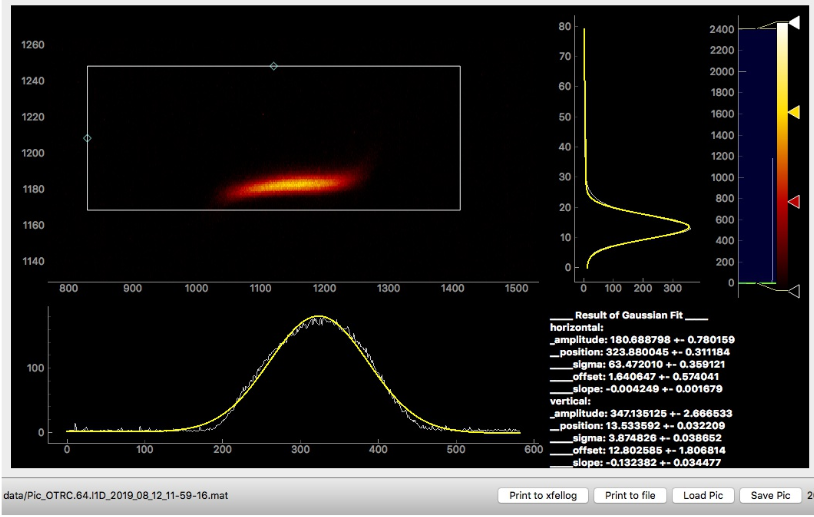 1260
1240
1220
1200
1180
1160
1140
800 900 1000 1100 1200 1300 1400 1500
80
70
60
50
40
30
20
10
0
0 100 200 300
2400
2200
2000
1800
1600
1400
1200
1000
800
600
400
200
0
100
0
0 100 200 300 400 500 600
____ Result of Gaussian Fit ____
horizontal:
_amplitude: 180.688798 +- 0.780159
__position: 323.880045 +- 0.311184
____sigma: 63.472010 +- 0.359121
____offset: 1.640647 +- 0.574041
____slope: -0.004249 +- 0.001679
vertical:
_amplitude: 347.135125 +- 2.666533
__position: 13.533592 +- 0.032209
____sigma: 3.874826 +- 0.038652
____offset: 12.802585 +- 1.806814
____slope: -0.132382 +- 0.034477
data/Pic_OTRC.64.I1D_2019_08_12_11-59-16.mat
Print to xfellog Print to file Load Pic Save Pic